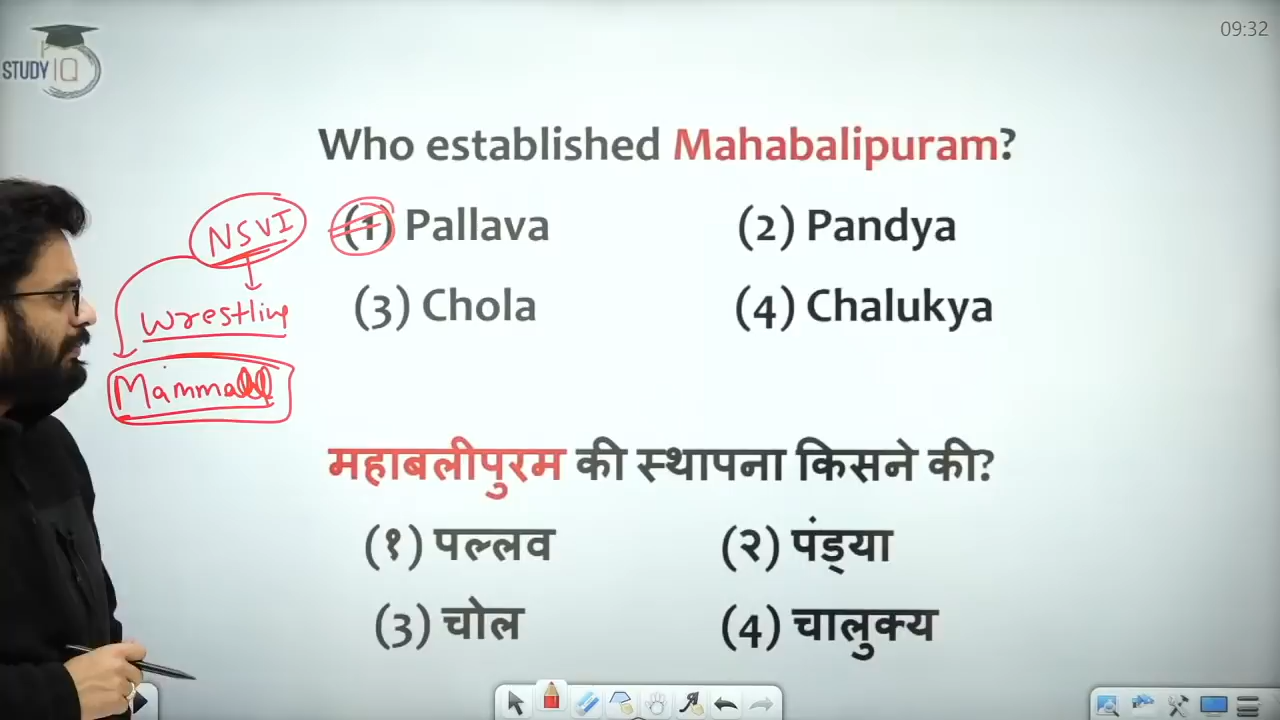 09:32
STUDY IQ
Who established Mahabalipuram?
NSVI
(1) Pallava (2) Pandya
wrestling
(3) Chola (4) Chalukya
महाबलीपुरम की स्थापना किसने की?
(१) पल्लव (२) पंड्या
(3) चोल (4) चालुक्य